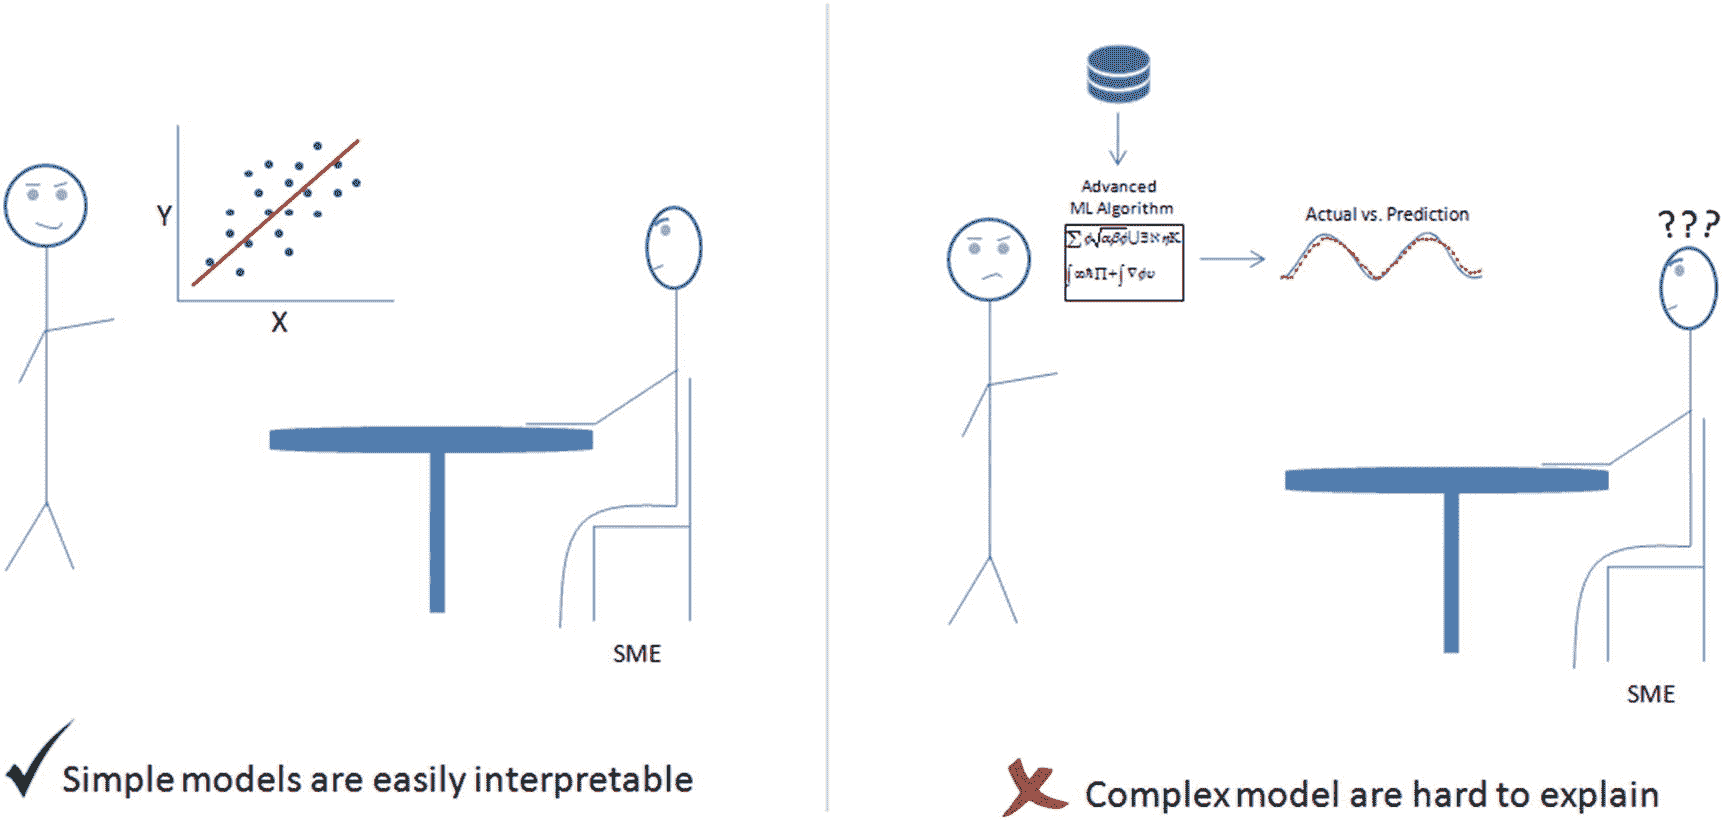 Y
X
SME
Simple models are easily interpretable
Advanced
ML Algorithm
Actual vs. Prediction
???
SME
Complex model are hard to explain